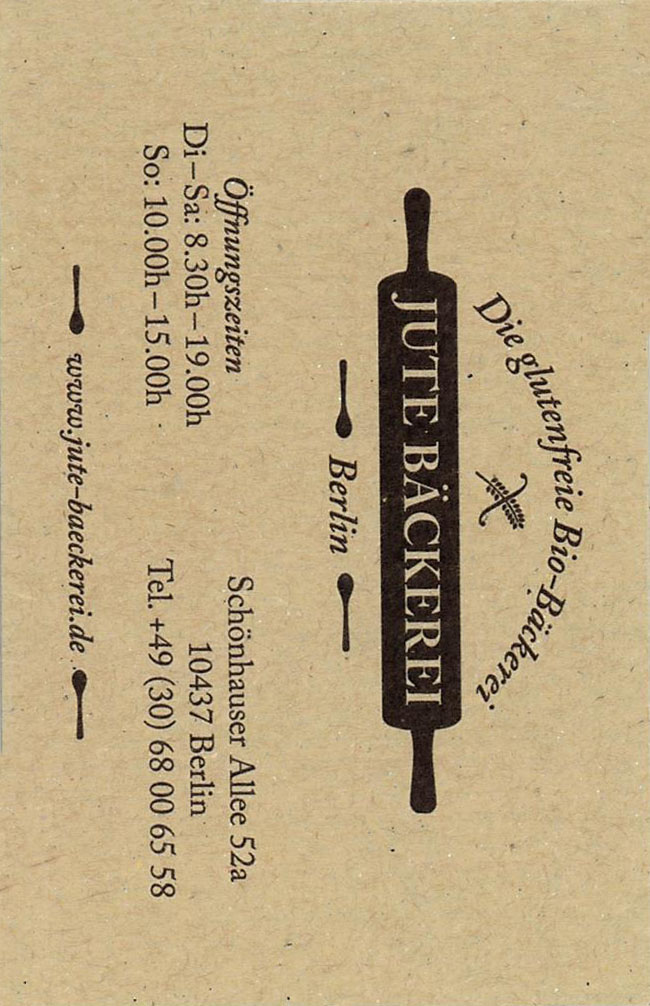 Die glutenfreie Bio-Bäckerei
JUTE BÄCKEREI
Berlin
Öffnungszeiten
Di–Sa: 8.30h–19.00h
So: 10.00h–15.00h
Schönhauser Allee 52a
10437 Berlin
Tel. +49 (30) 68 00 65 58
www.jute-baeckerei.de